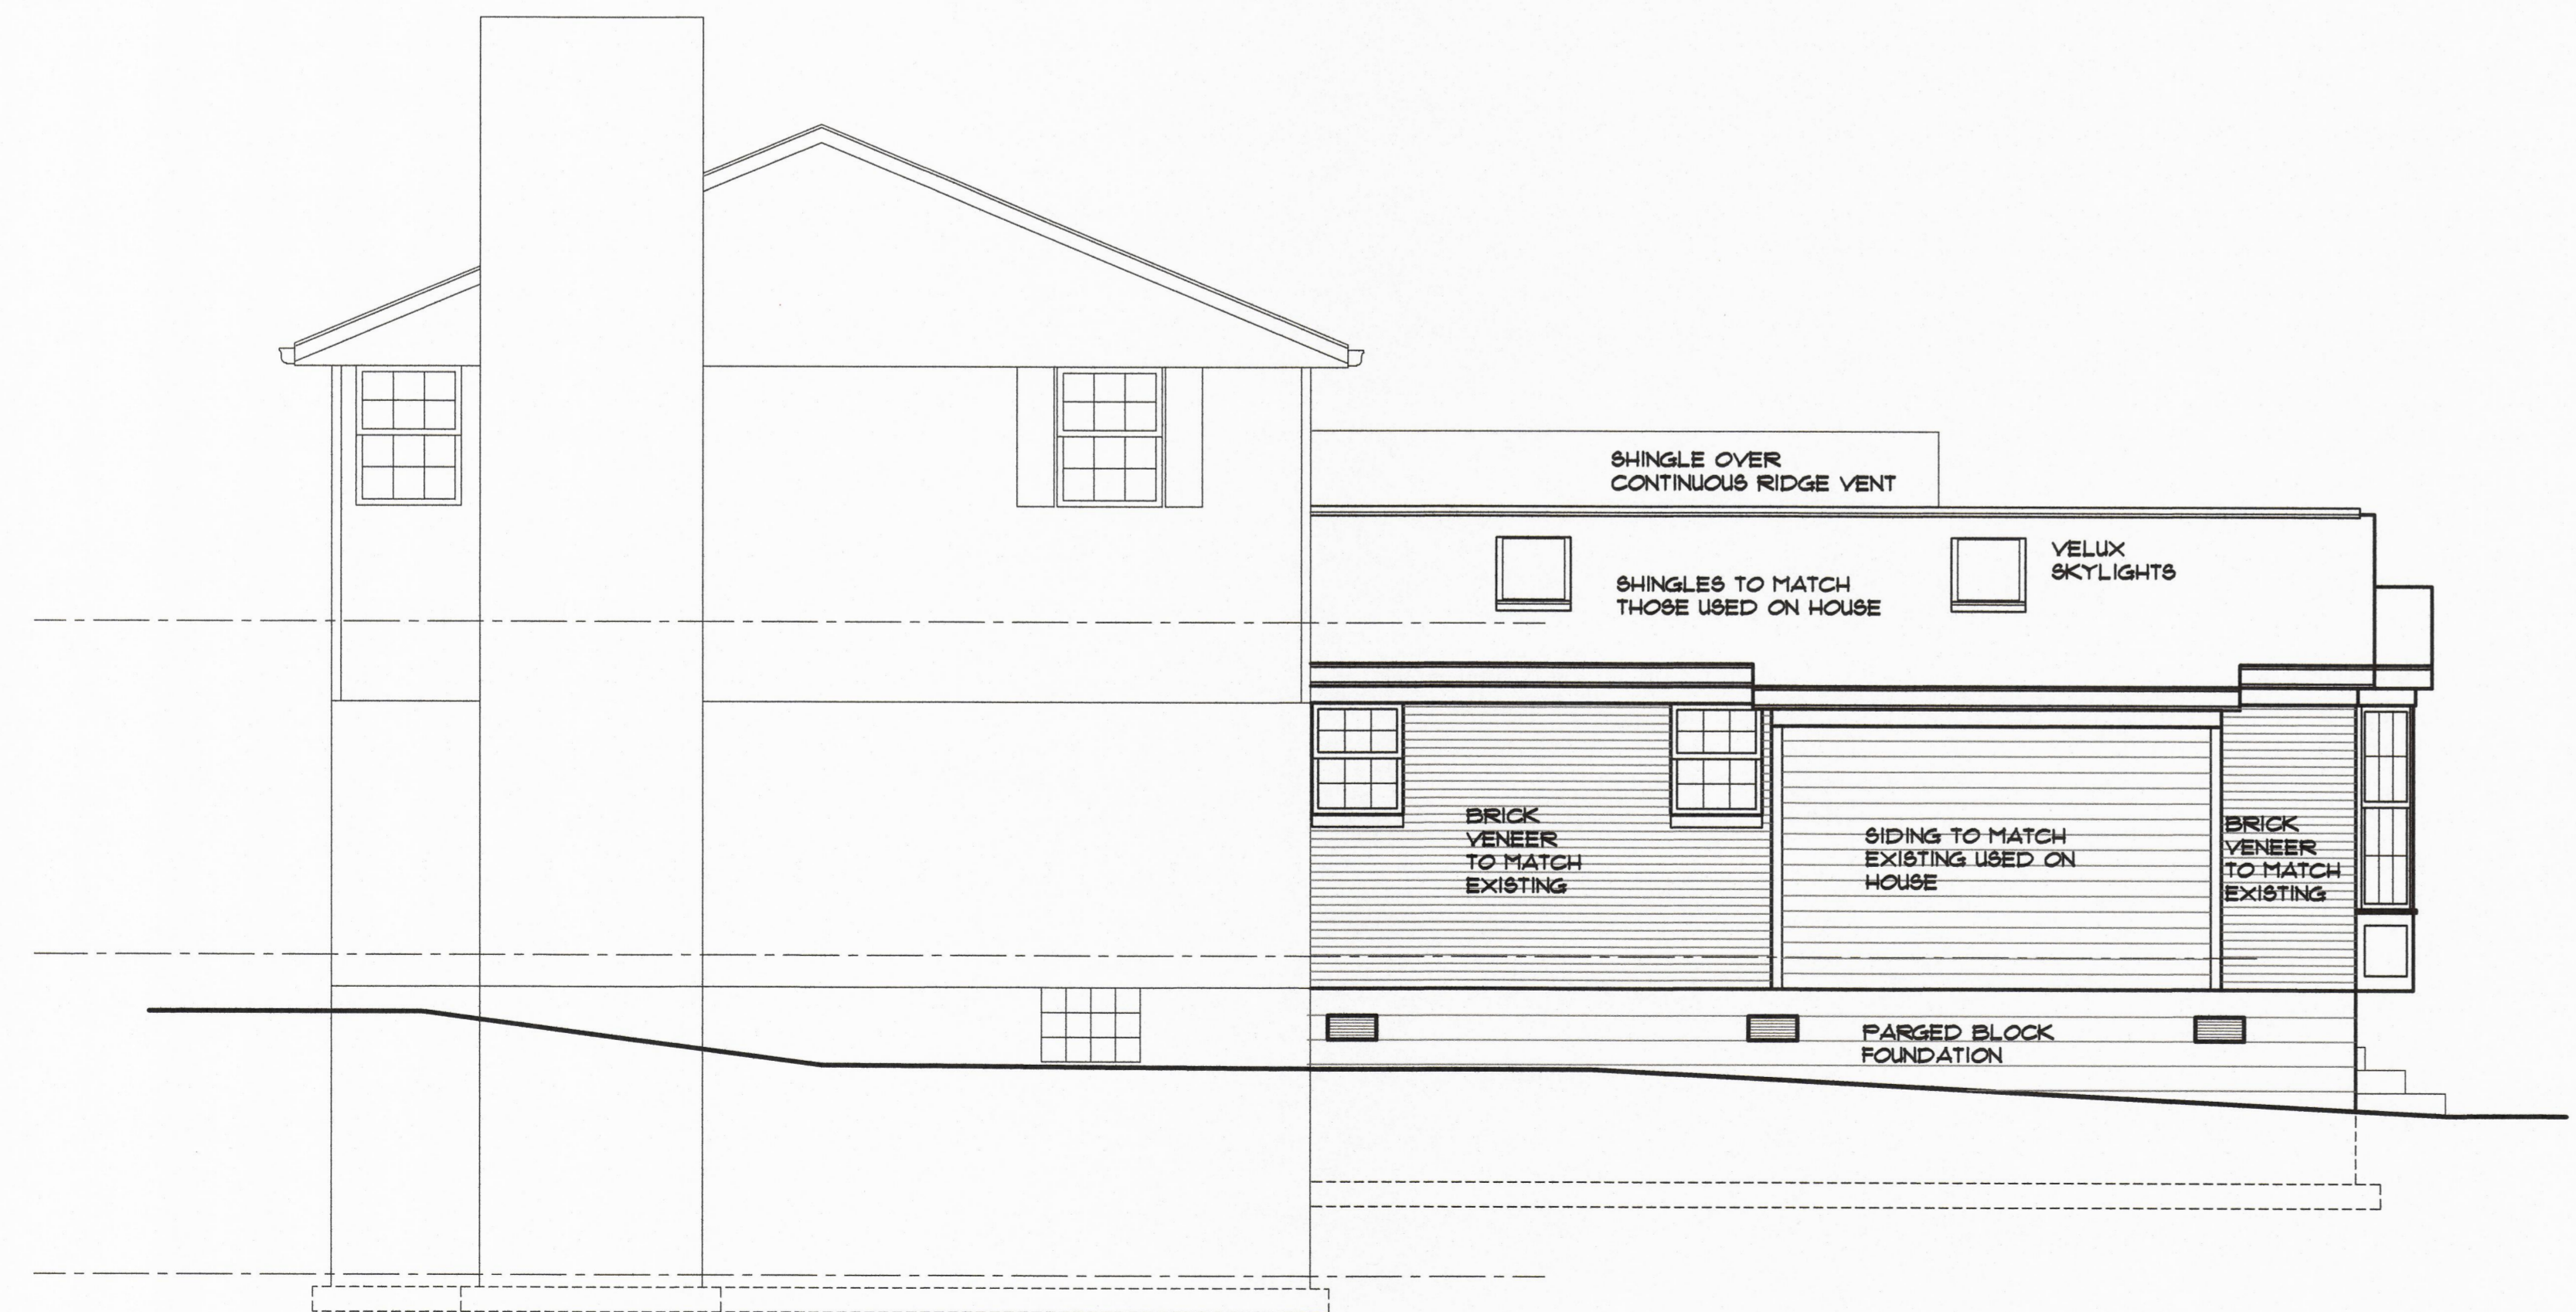 SHINGLE OVER
CONTINUOUS RIDGE VENT
VELUX
SKYLIGHTS
SHINGLES TO MATCH
THOSE USED ON HOUSE
BRICK
VENEER
TO MATCH
EXISTING
SIDING TO MATCH
EXISTING USED ON
HOUSE
BRICK
VENEER
TO MATCH
EXISTING
PARGED BLOCK
FOUNDATION